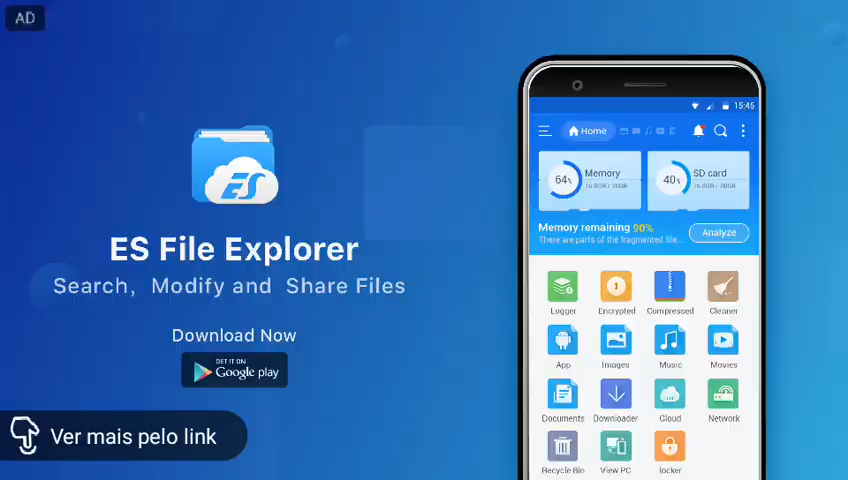 AD
ES
ES File Explorer
Search, Modify and Share Files
Download Now
GET IT ON
Google play
Ver mais pelo link
15:45
Home
64%
Memory
40%
SD card
Memory remaining 90%
There are parts of the fragmented file...
Analyze
Logger
Encrypted
Compressed
Cleaner
App
Images
Music
Movies
Documents
Downloader
Cloud
Network
Recycle Bin
View PC
locker